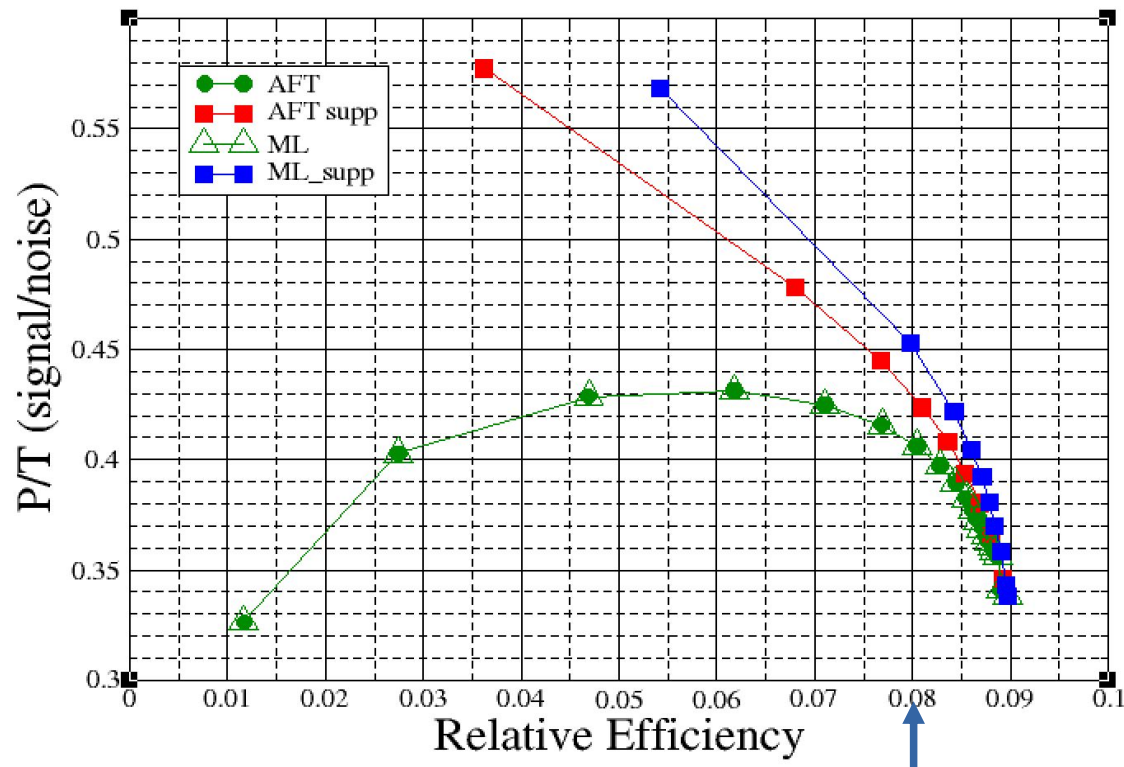 AFT
AFT supp
ML
ML_supp
P/T (signal/noise)
0.55
0.5
0.45
0.4
0.35
0.3
0 0.01 0.02 0.03 0.04 0.05 0.06 0.07 0.08 0.09 0.1
Relative Efficiency